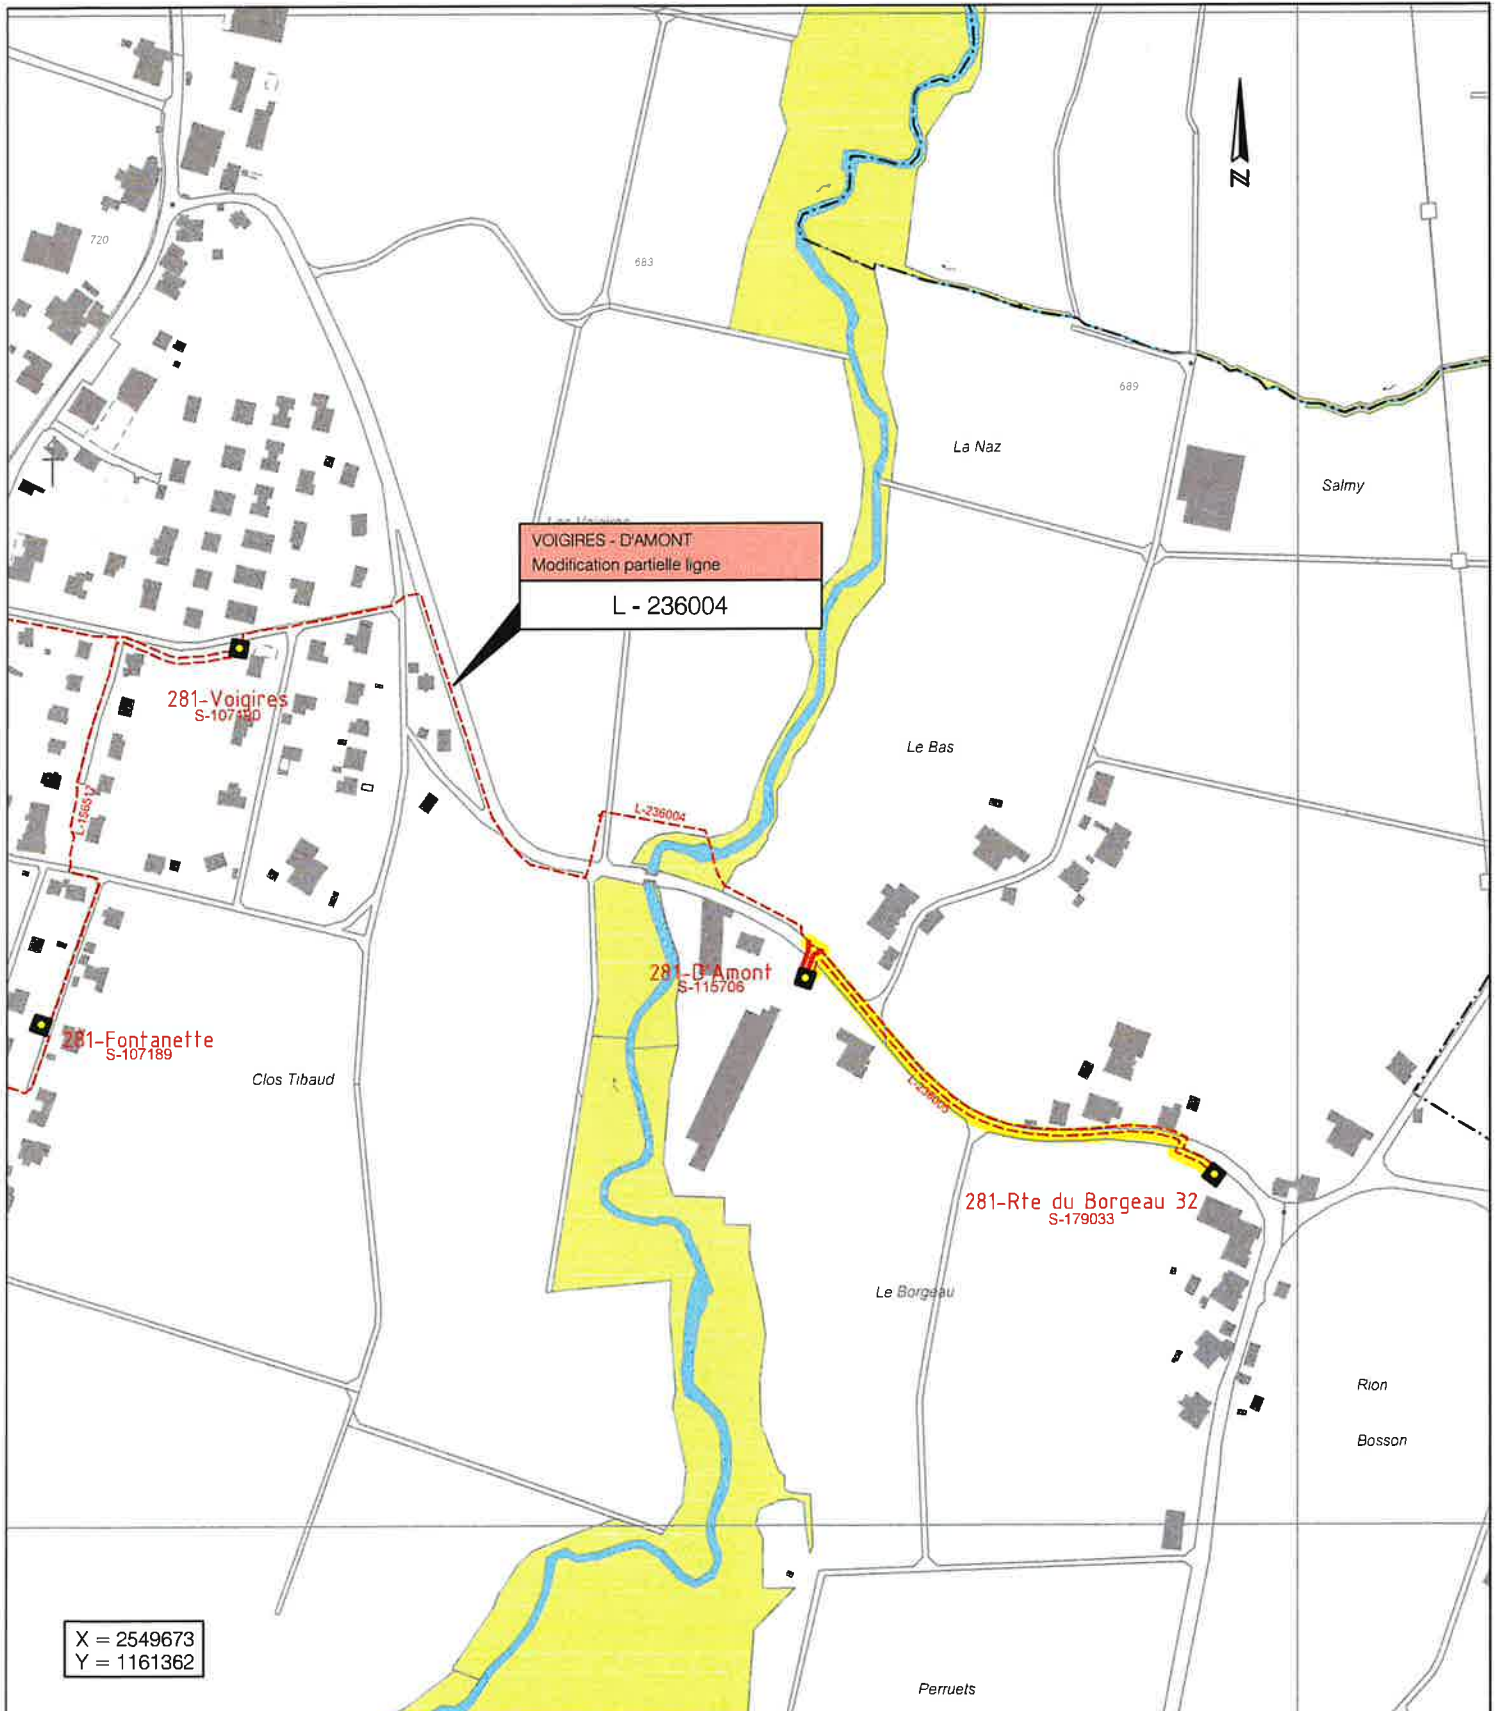 N
720
683
689
La Naz
Salmy
VOIGIRES - D'AMONT
Modification partielle ligne
L - 236004
281-Voigires
S-107180
Le Bas
L-236004
281-D'Amont
S-115706
281-Fontanette
S-107189
Clos Tibaud
L-236005
281-Rte du Borgeau 32
S-179033
Le Borgeau
Rion
Bosson
X = 2549673
Y = 1161362
Perruets